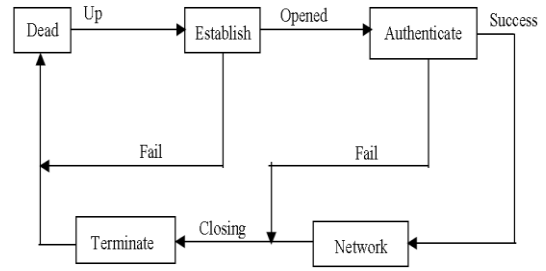 Up
Opened
Success
Dead
Establish
Authenticate
Fail
Fail
Closing
Terminate
Network